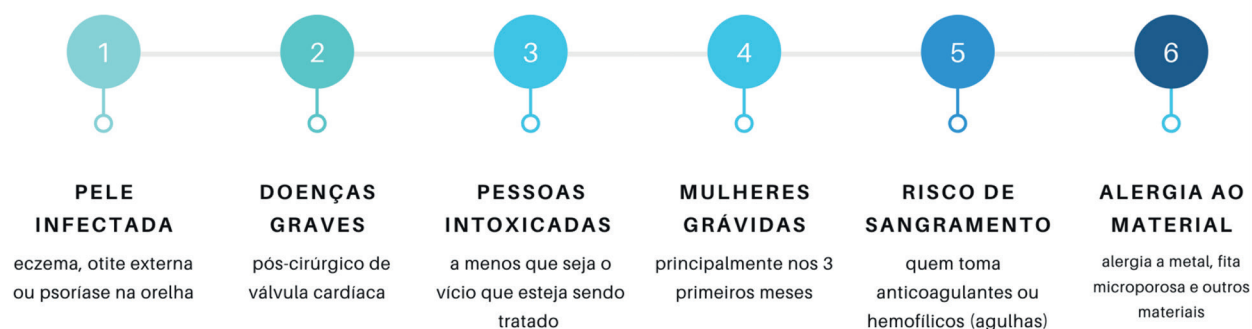 1
2
3
4
5
6
PELE
INFECTADA
eczema, otite externa
ou psoríase na orelha
DOENÇAS
GRAVES
pós-cirúrgico de
válvula cardíaca
PESSOAS
INTOXICADAS
a menos que seja o
vício que esteja sendo
tratado
MULHERES
GRÁVIDAS
principalmente nos 3
primeiros meses
RISCO DE
SANGRAMENTO
quem toma
anticoagulantes ou
hemofílicos (agulhas)
ALERGIA AO
MATERIAL
alergia a metal, fita
microporosa e outros
materiais